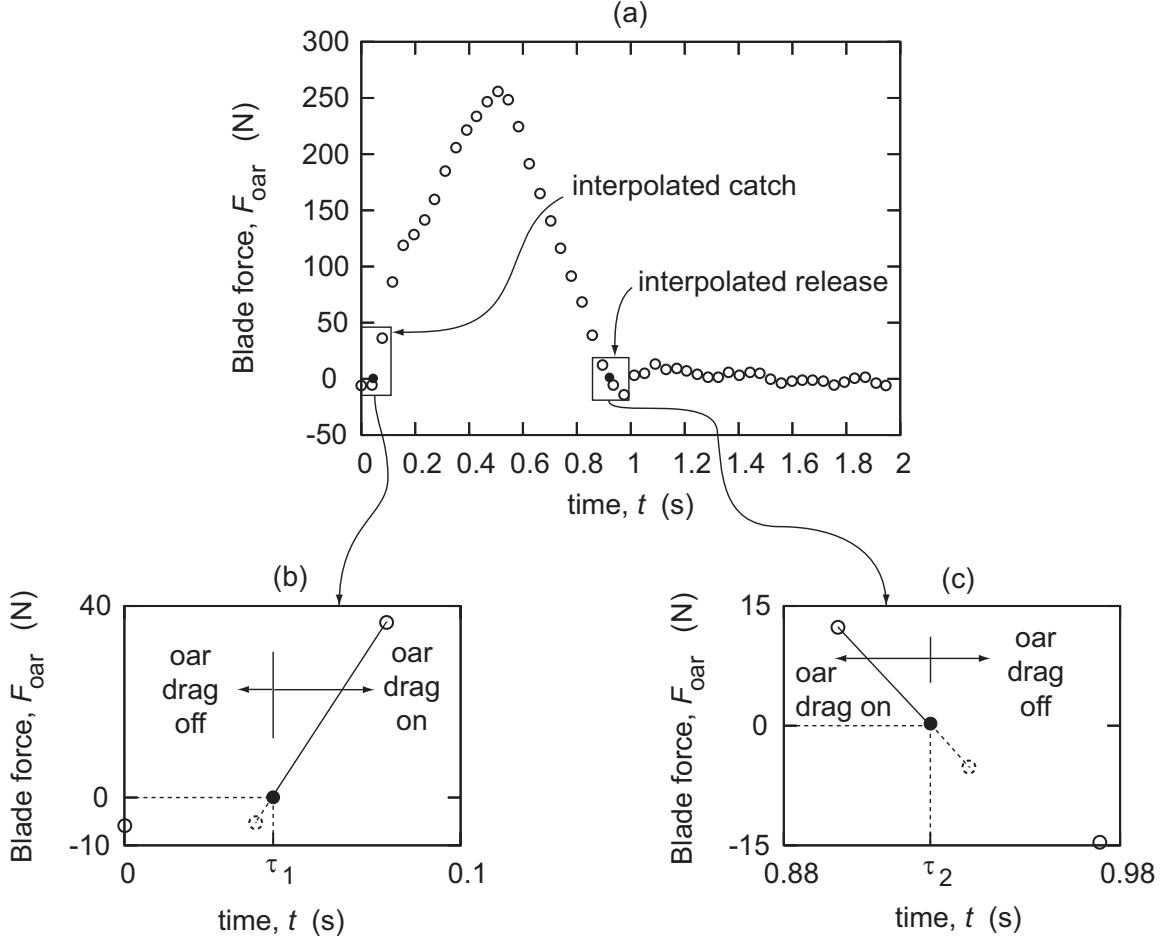 (a)
Blade force, F_oar (N)
300
250
200
150
100
50
0
-50
interpolated catch
interpolated release
0 0.2 0.4 0.6 0.8 1 1.2 1.4 1.6 1.8 2
time, t (s)
(b)
Blade force, F_oar (N)
40
0
-10
oar
drag
off
oar
drag
on
0 τ1 0.1
time, t (s)
(c)
Blade force, F_oar (N)
15
0
-15
oar
drag on
oar
drag
off
0.88 τ2 0.98
time, t (s)